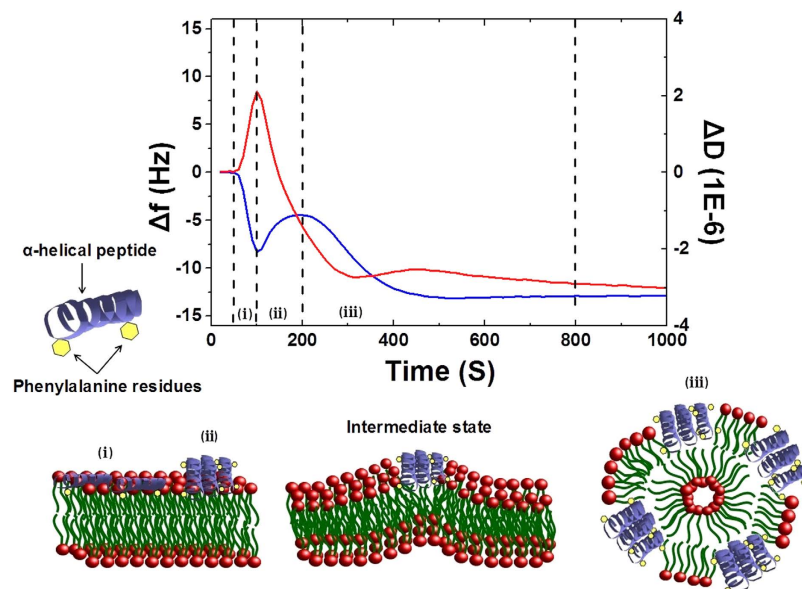 15
10
5
0
-5
-10
-15
Δf (Hz)
4
2
0
-2
-4
ΔD (1E-6)
(i)
(ii)
(iii)
0
200
400
600
800
1000
Time (S)
α-helical peptide
Phenylalanine residues
(i)
(ii)
Intermediate state
(iii)